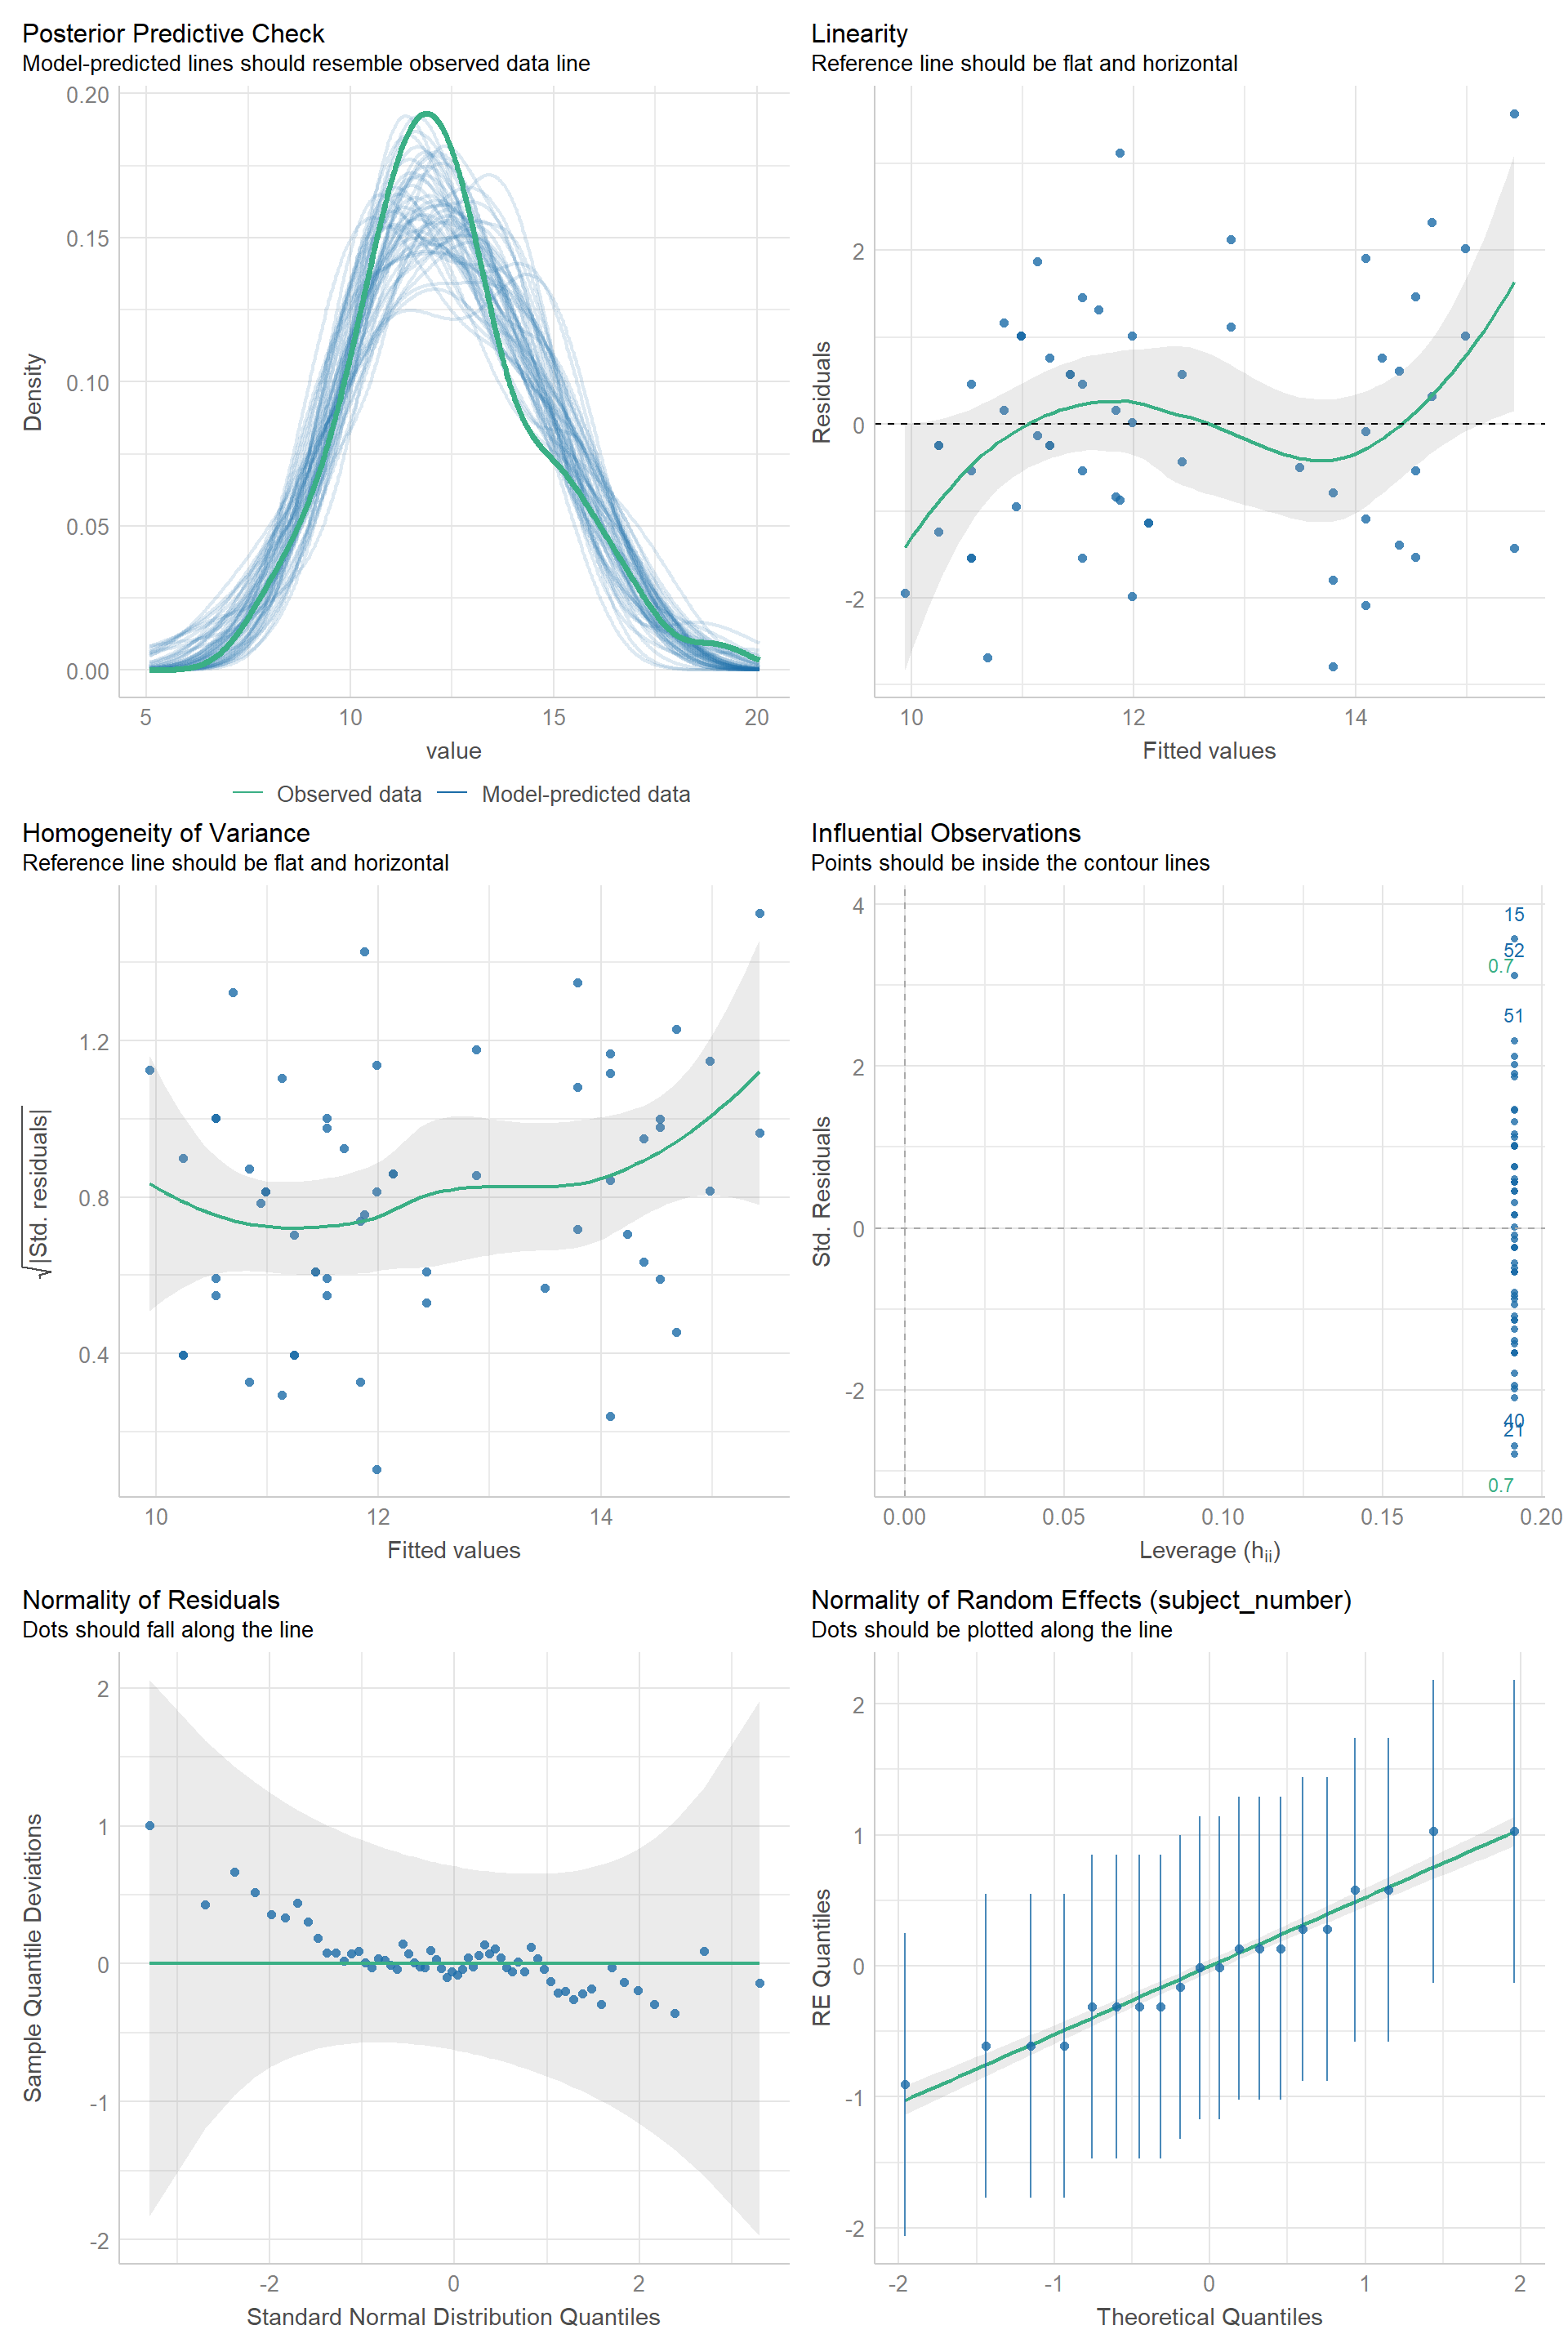 Posterior Predictive Check
Model-predicted lines should resemble observed data line
0.20
0.15
0.10
0.05
0.00
Density
5 10 15 20
value
Observed data Model-predicted data
Linearity
Reference line should be flat and horizontal
2
0
-2
Residuals
10 12 14
Fitted values
Homogeneity of Variance
Reference line should be flat and horizontal
1.2
0.8
0.4
√|Std. residuals|
10 12 14
Fitted values
Influential Observations
Points should be inside the contour lines
4
2
0
-2
Std. Residuals
15
52
0.7
51
40
21
0.7
0.00 0.05 0.10 0.15 0.20
Leverage (hii)
Normality of Residuals
Dots should fall along the line
2
1
0
-1
-2
Sample Quantile Deviations
-2 0 2
Standard Normal Distribution Quantiles
Normality of Random Effects (subject_number)
Dots should be plotted along the line
2
1
0
-1
-2
RE Quantiles
-2 -1 0 1 2
Theoretical Quantiles